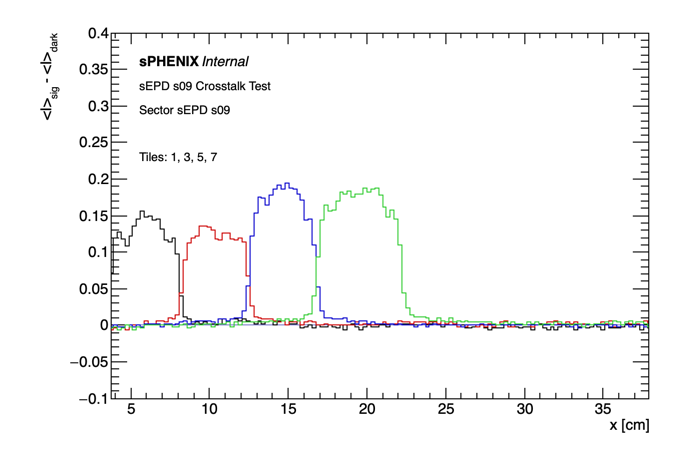 <I>sig - <I>dark
0.4
0.35
0.3
0.25
0.2
0.15
0.1
0.05
0
−0.05
−0.1
sPHENIX Internal
sEPD s09 Crosstalk Test
Sector sEPD s09
Tiles: 1, 3, 5, 7
5 10 15 20 25 30 35
x [cm]